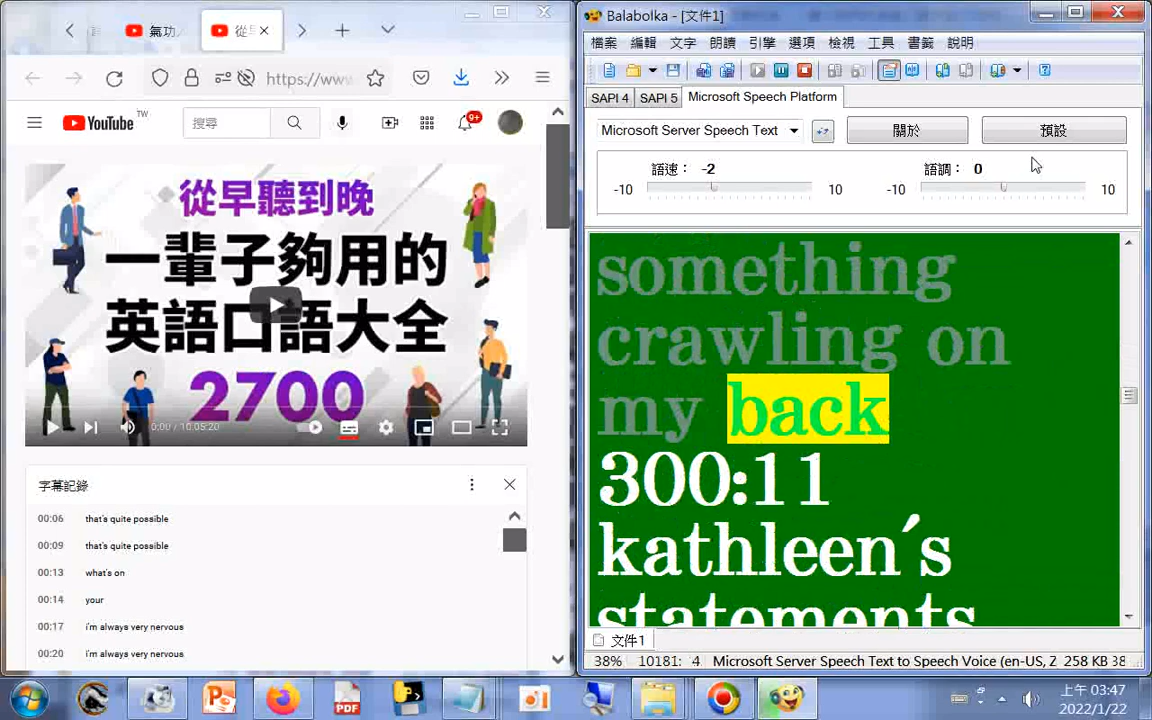 氣功
從
https://www
YouTube TW
搜尋
9+
從早聽到晚
一輩子夠用的
英語口語大全
2700
0:00 / 10:05:20
字幕記錄
00:06 that's quite possible
00:09 that's quite possible
00:13 what's on
00:14 your
00:17 i'm always very nervous
00:20 i'm always very nervous
Balabolka - [文件1]
檔案 編輯 文字 朗讀 引擎 選項 檢視 工具 書籤 說明
SAPI 4 SAPI 5 Microsoft Speech Platform
Microsoft Server Speech Text 關於 預設
語速： -2 語調： 0
-10 10 -10 10
something
crawling on
my back
300:11
kathleen's
statements
文件1
38% 10181: 4 Microsoft Server Speech Text to Speech Voice (en-US, Z 258 KB 38
PDF
上午 03:47
2022/1/22